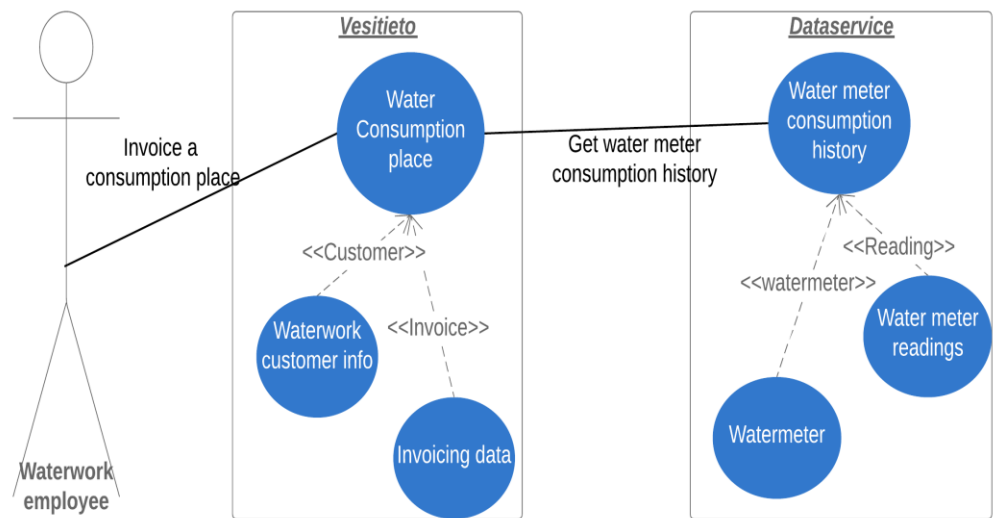 Vesitieto
Dataservice
Water
Consumption
place
Water meter
consumption
history
Invoice a
consumption place
Get water meter
consumption history
<<Customer>>
<<Reading>>
<<watermeter>>
<<Invoice>>
Waterwork
customer info
Water meter
readings
Invoicing data
Watermeter
Waterwork
employee